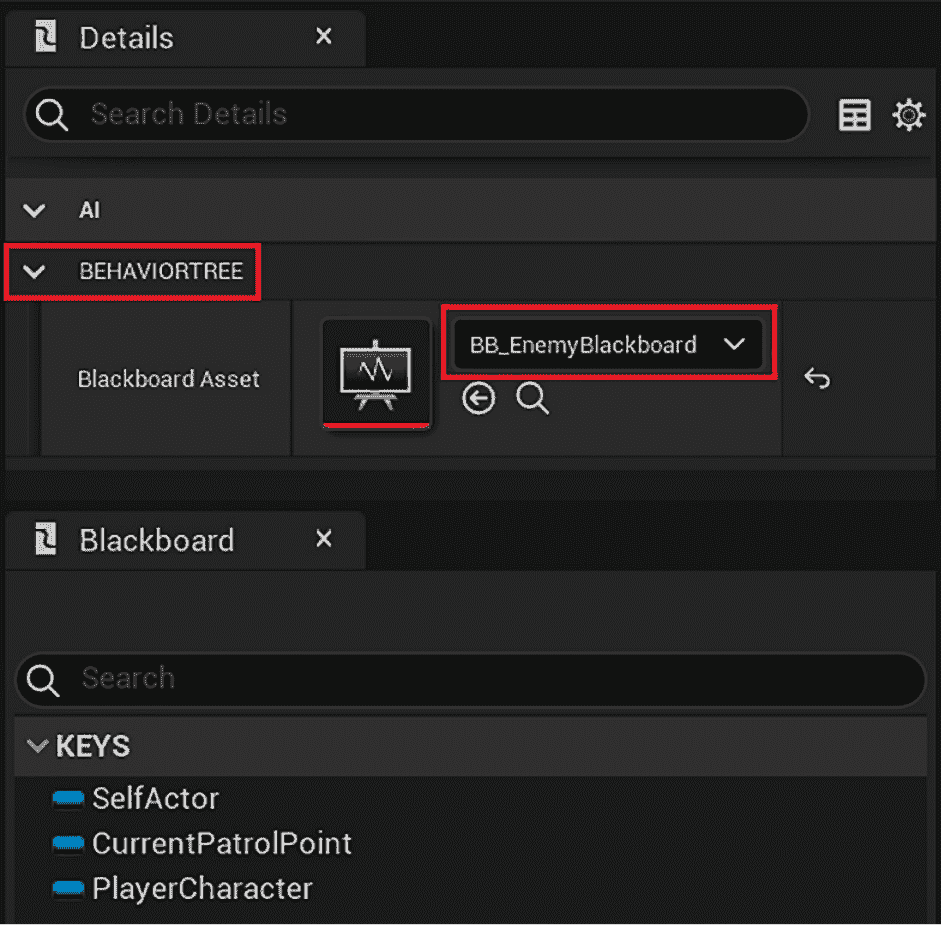 Details
Search Details
AI
BEHAVIORTREE
Blackboard Asset
BB_EnemyBlackboard
Blackboard
Search
KEYS
SelfActor
CurrentPatrolPoint
PlayerCharacter